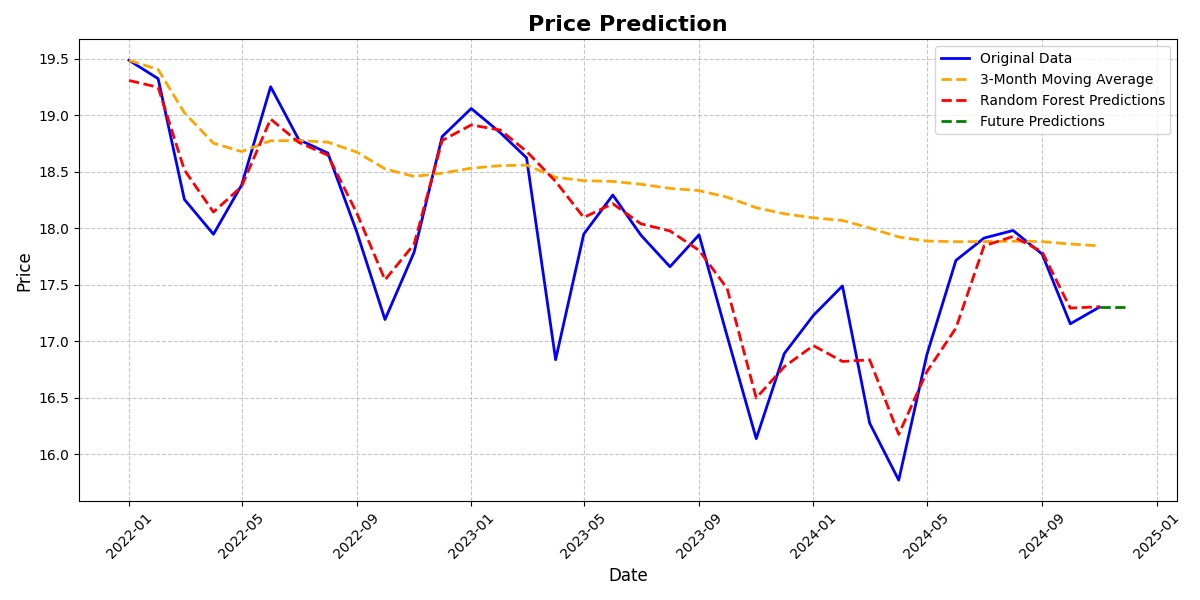 Price Prediction
Original Data
3-Month Moving Average
Random Forest Predictions
Future Predictions
Price
19.5
19.0
18.5
18.0
17.5
17.0
16.5
16.0
2022-01
2022-05
2022-09
2023-01
2023-05
2023-09
2024-01
2024-05
2024-09
2025-01
Date